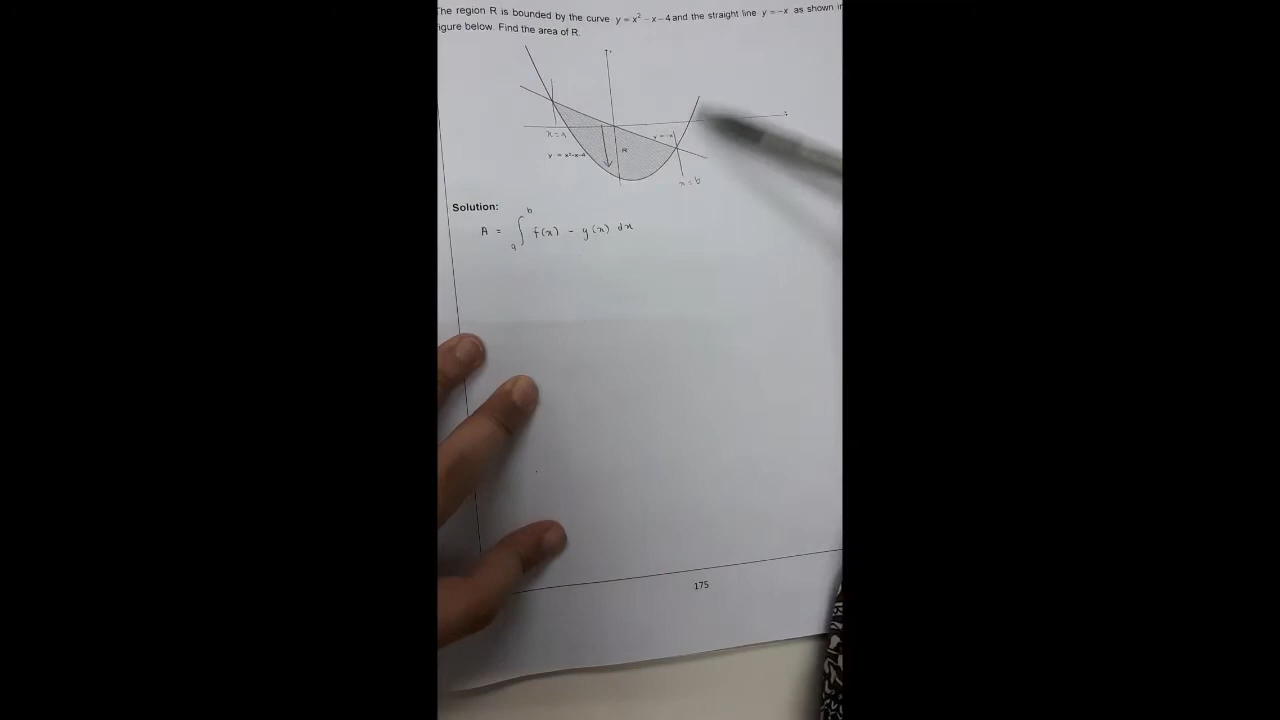 The region R is bounded by the curve y = x² − x − 4 and the straight line y = −x as shown in
figure below. Find the area of R.
x = a
y = −x
R
y = x²−x−4
x = b
Solution:
A = ∫ₐᵇ f(x) − g(x) dx
175